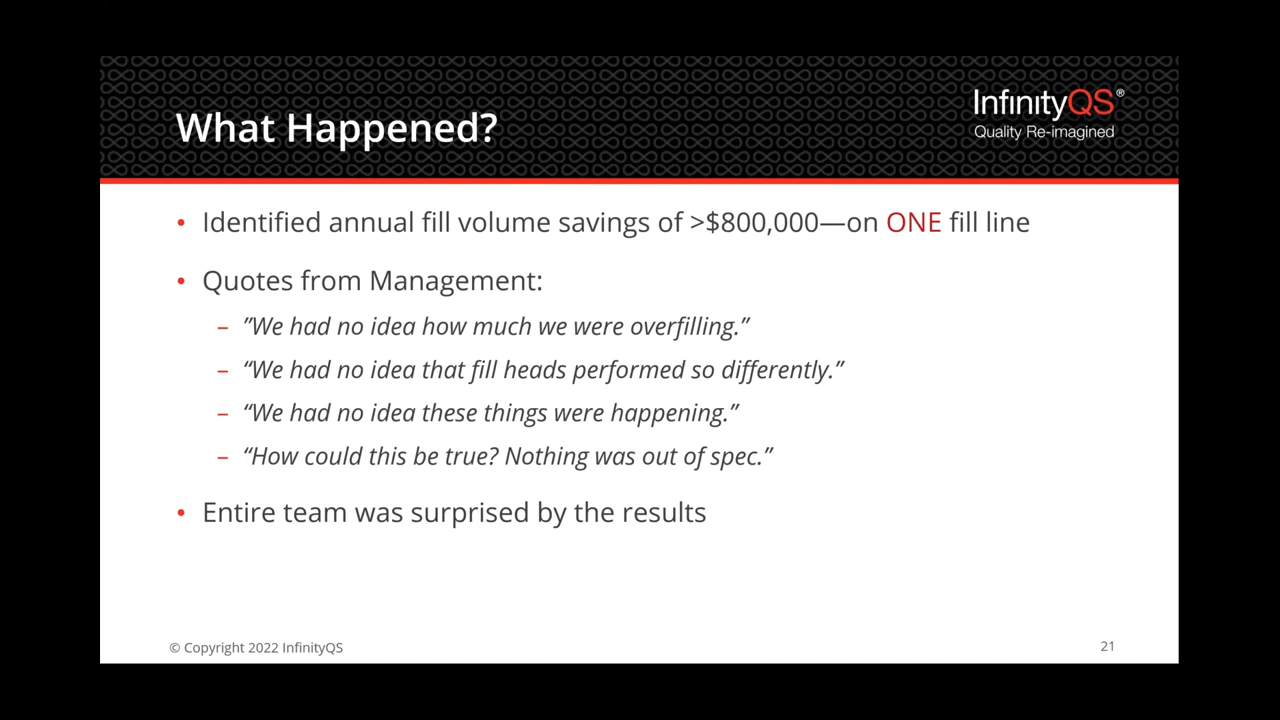 What Happened?
InfinityQS®
Quality Re-imagined
• Identified annual fill volume savings of >$800,000—on ONE fill line
• Quotes from Management:
– ”We had no idea how much we were overfilling.”
– “We had no idea that fill heads performed so differently.”
– “We had no idea these things were happening.”
– “How could this be true? Nothing was out of spec.”
• Entire team was surprised by the results
© Copyright 2022 InfinityQS
21